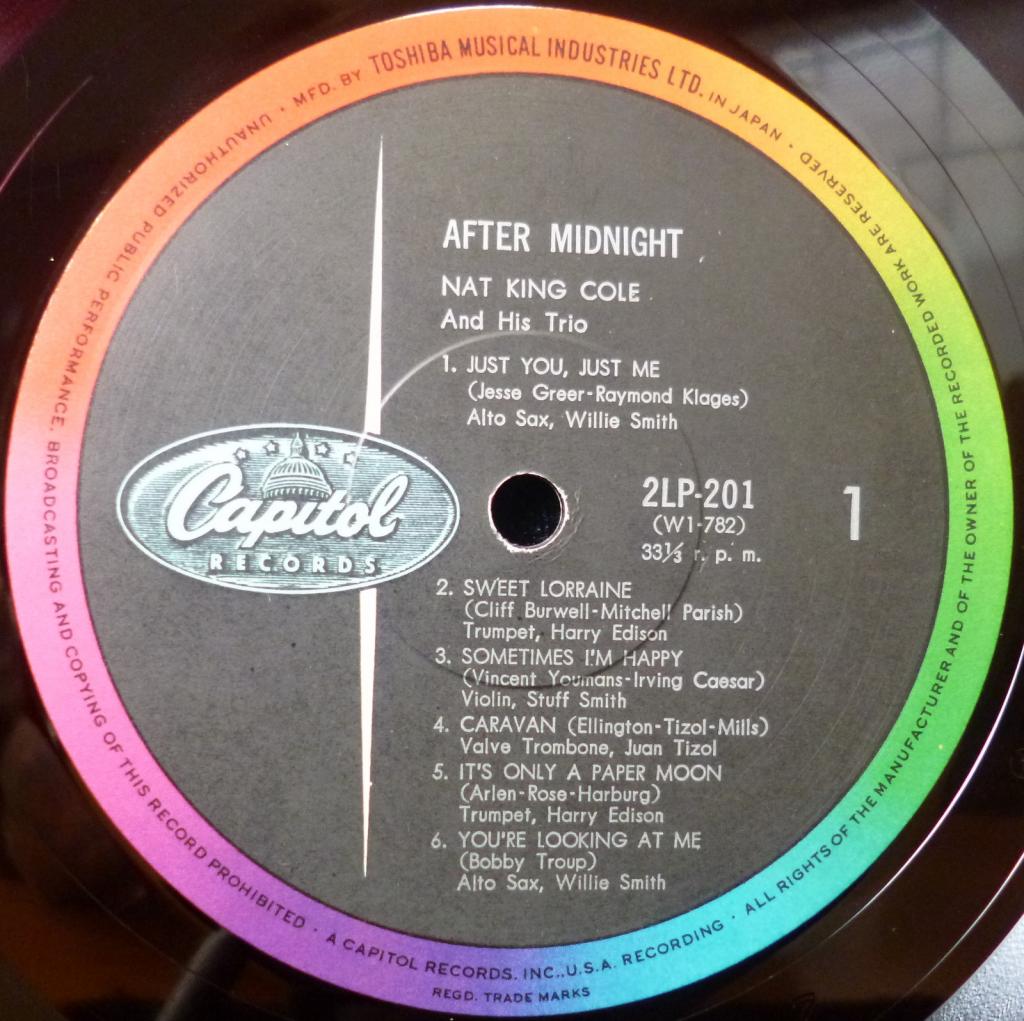 MFD. BY TOSHIBA MUSICAL INDUSTRIES LTD. IN JAPAN · ALL RIGHTS OF THE MANUFACTURER AND OF THE OWNER OF THE RECORDED WORK ARE RESERVED · UNAUTHORIZED PUBLIC PERFORMANCE, BROADCASTING AND COPYING OF THIS RECORD PROHIBITED · A CAPITOL RECORDS, INC., U.S.A. RECORDING ·
REGD. TRADE MARKS
AFTER MIDNIGHT
NAT KING COLE
And His Trio
1. JUST YOU, JUST ME
(Jesse Greer-Raymond Klages)
Alto Sax, Willie Smith
Capitol
RECORDS
2LP-201
(W1-782)
33⅓ r. p. m.
1
2. SWEET LORRAINE
(Cliff Burwell-Mitchell Parish)
Trumpet, Harry Edison
3. SOMETIMES I'M HAPPY
(Vincent Youmans-Irving Caesar)
Violin, Stuff Smith
4. CARAVAN (Ellington-Tizol-Mills)
Valve Trombone, Juan Tizol
5. IT'S ONLY A PAPER MOON
(Arlen-Rose-Harburg)
Trumpet, Harry Edison
6. YOU'RE LOOKING AT ME
(Bobby Troup)
Alto Sax, Willie Smith